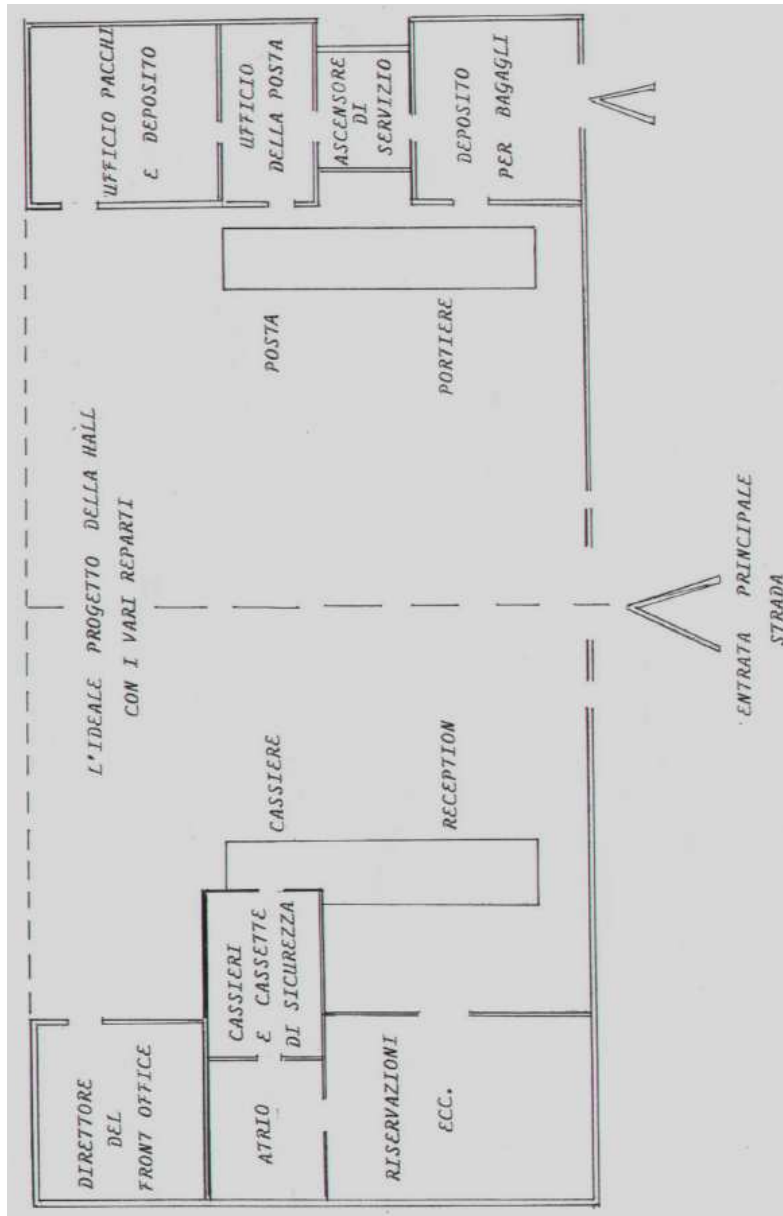 L'IDEALE PROGETTO DELLA HALL
CON I VARI REPARTI
DIRETTORE
DEL
FRONT OFFICE
UFFICIO PACCHI
E DEPOSITO
CASSIERI
E CASSETTE
DI SICUREZZA
CASSIERE
POSTA
UFFICIO
DELLA POSTA
ATRIO
ASCENSORE
DI
SERVIZIO
RISERVAZIONI
ECC.
RECEPTION
PORTIERE
DEPOSITO
PER BAGAGLI
ENTRATA PRINCIPALE
STRADA